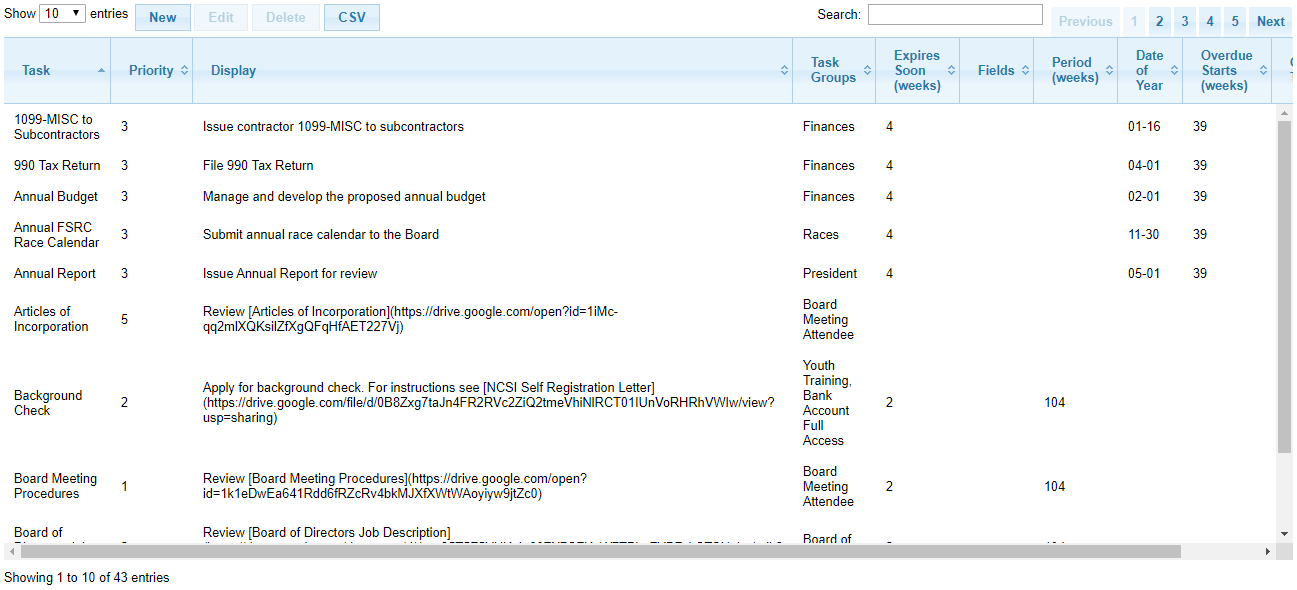 Show 10 entries New Edit Delete CSV Search: Previous 1 2 3 4 5 Next
Task Priority Display Task Groups Expires Soon (weeks) Fields Period (weeks) Date of Year Overdue Starts (weeks)
1099-MISC to Subcontractors 3 Issue contractor 1099-MISC to subcontractors Finances 4 01-16 39
990 Tax Return 3 File 990 Tax Return Finances 4 04-01 39
Annual Budget 3 Manage and develop the proposed annual budget Finances 4 02-01 39
Annual FSRC Race Calendar 3 Submit annual race calendar to the Board Races 4 11-30 39
Annual Report 3 Issue Annual Report for review President 4 05-01 39
Articles of Incorporation 5 Review [Articles of Incorporation](https://drive.google.com/open?id=1iMc-
qq2mlXQKsilZfXgQFqHfAET227Vj) Board Meeting Attendee
Background Check 2 Apply for background check. For instructions see [NCSI Self Registration Letter]
(https://drive.google.com/file/d/0B8Zxg7taJn4FR2RVc2ZiQ2tmeVhiNlRCT01IUnVoRHRhVWIw/view?
usp=sharing) Youth Training, Bank Account Full Access 2 104
Board Meeting Procedures 1 Review [Board Meeting Procedures](https://drive.google.com/open?
id=1k1eDwEa641Rdd6fRZcRv4bkMJXfXWtWAoyiyw9jtZc0) Board Meeting Attendee 2 104
Board of Review [Board of Directors Job Description] Board of
Showing 1 to 10 of 43 entries